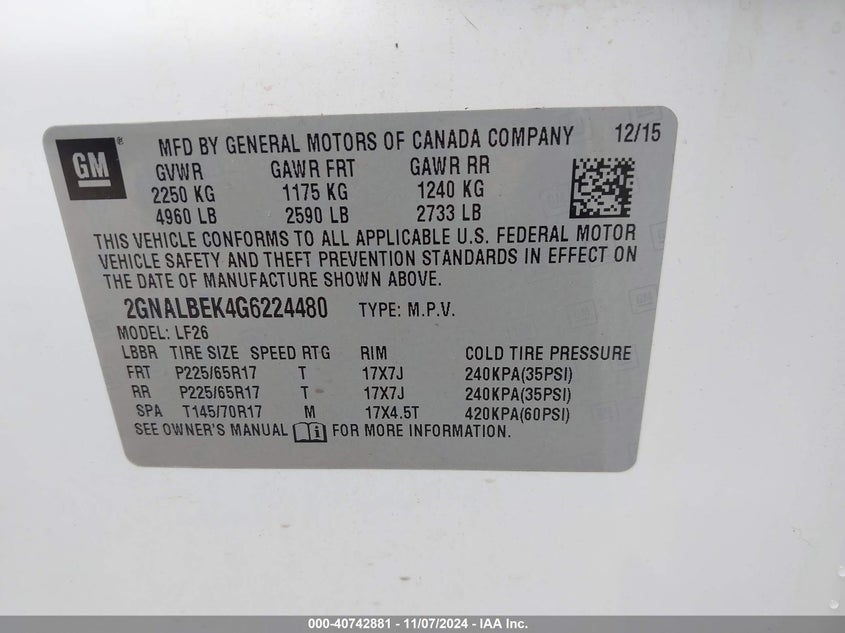 GM ® MFD BY GENERAL MOTORS OF CANADA COMPANY 12/15
GVWR GAWR FRT GAWR RR
2250 KG 1175 KG 1240 KG
4960 LB 2590 LB 2733 LB
THIS VEHICLE CONFORMS TO ALL APPLICABLE U.S. FEDERAL MOTOR
VEHICLE SAFETY AND THEFT PREVENTION STANDARDS IN EFFECT ON
THE DATE OF MANUFACTURE SHOWN ABOVE.
2GNALBEK4G6224480 TYPE: M.P.V.
MODEL: LF26
LBBR TIRE SIZE SPEED RTG RIM COLD TIRE PRESSURE
FRT P225/65R17 T 17X7J 240KPA(35PSI)
RR P225/65R17 T 17X7J 240KPA(35PSI)
SPA T145/70R17 M 17X4.5T 420KPA(60PSI)
SEE OWNER'S MANUAL FOR MORE INFORMATION.
000-40742881 - 11/07/2024 - IAA Inc.